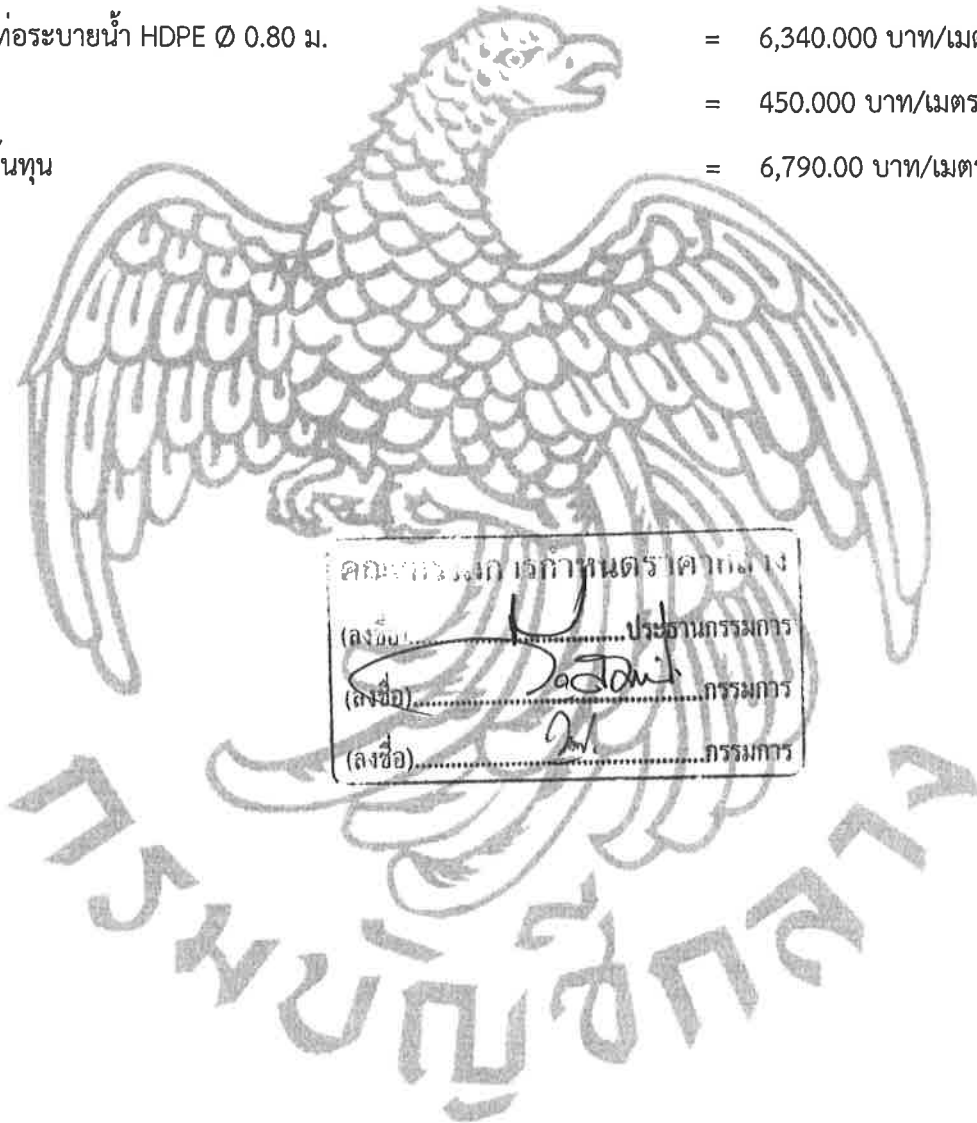 ท่อระบายน้ำ HDPE Ø 0.80 ม. = 6,340.000 บาท/เมต
= 450.000 บาท/เมตร
นทุน = 6,790.00 บาท/เมต
คณะกรรมการกำหนดราคากลาง
(ลงชื่อ)....................ประธานกรรมการ
(ลงชื่อ)....................กรรมการ
(ลงชื่อ)....................กรรมการ
กรมบัญชีกลาง